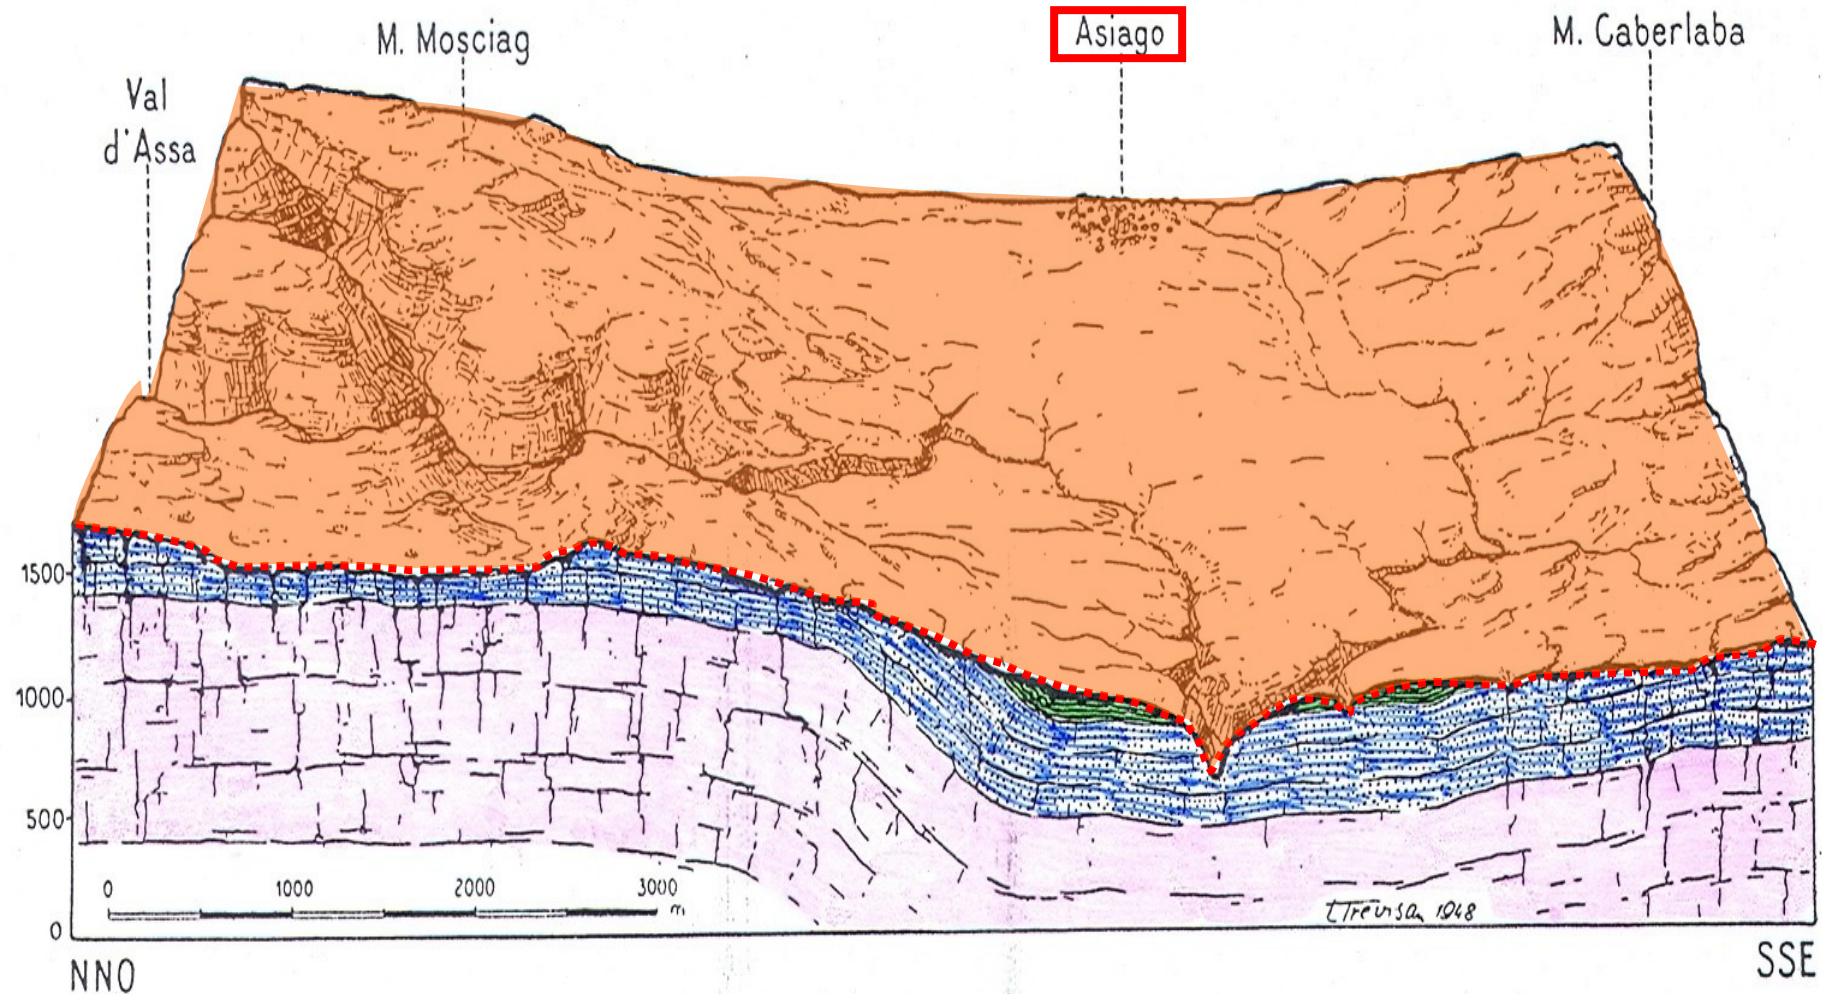 M. Mosciag
Asiago
M. Caberlaba
Val
d'Assa
1500
1000
500
0
0 1000 2000 3000
m.
L Trevisan 1948
NNO
SSE